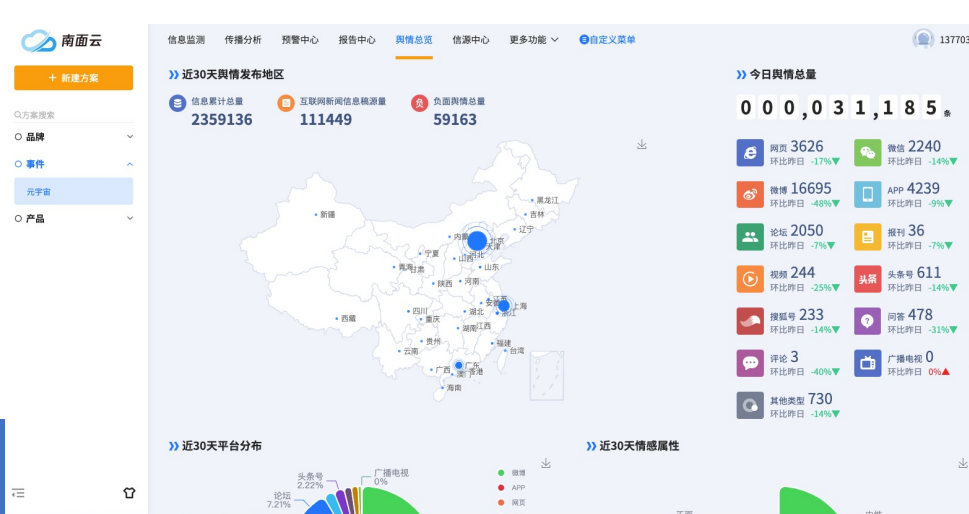 南面云
信息监测 传播分析 预警中心 报告中心 舆情总览 信源中心 更多功能 自定义菜单
137703
+ 新建方案
方案搜索
品牌
事件
元宇宙
产品
近30天舆情发布地区
信息累计总量
2359136
互联网新闻信息稿源量
111449
负
负面舆情总量
59163
黑龙江
吉林
辽宁
新疆
内蒙
北京
天津
河北
宁夏
山西
山东
青海
甘肃
陕西
河南
江苏
安徽
上海
西藏
四川
重庆
湖北
浙江
湖南
江西
贵州
福建
云南
台湾
广西
广东
澳门
香港
海南
今日舆情总量
000,031,185条
网页 3626
环比昨日 -17%▼
微信 2240
环比昨日 -14%▼
微博 16695
环比昨日 -48%▼
APP 4239
环比昨日 -9%▼
论坛 2050
环比昨日 -7%▼
报刊 36
环比昨日 -7%▼
视频 244
环比昨日 -25%▼
头条
头条号 611
环比昨日 -14%▼
搜狐号 233
环比昨日 -14%▼
问答 478
环比昨日 -31%▼
评论 3
环比昨日 -40%▼
广播电视 0
环比昨日 0%▲
其他类型 730
环比昨日 -14%▼
近30天平台分布
头条号
2.22%
广播电视
0%
论坛
7.21%
微博
APP
网页
近30天情感属性